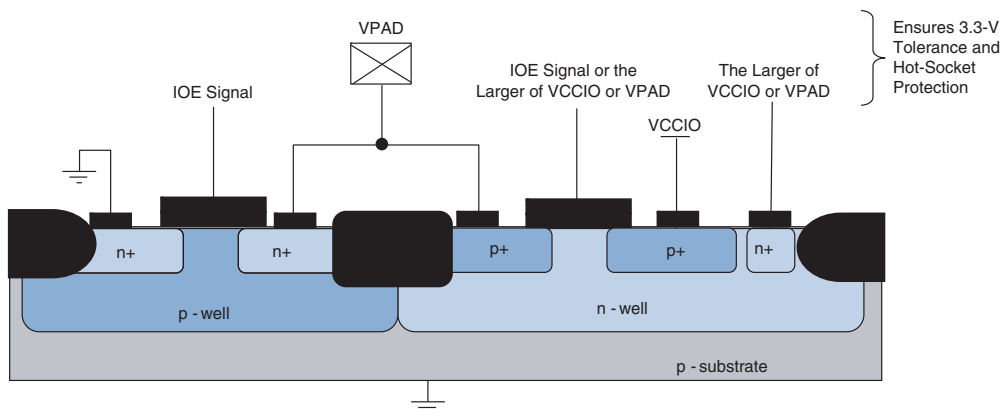 VPAD
IOE Signal
IOE Signal or the
Larger of VCCIO or VPAD
The Larger of
VCCIO or VPAD
Ensures 3.3-V
Tolerance and
Hot-Socket
Protection
VCCIO
n+
n+
p+
p+
n+
p - well
n - well
p - substrate